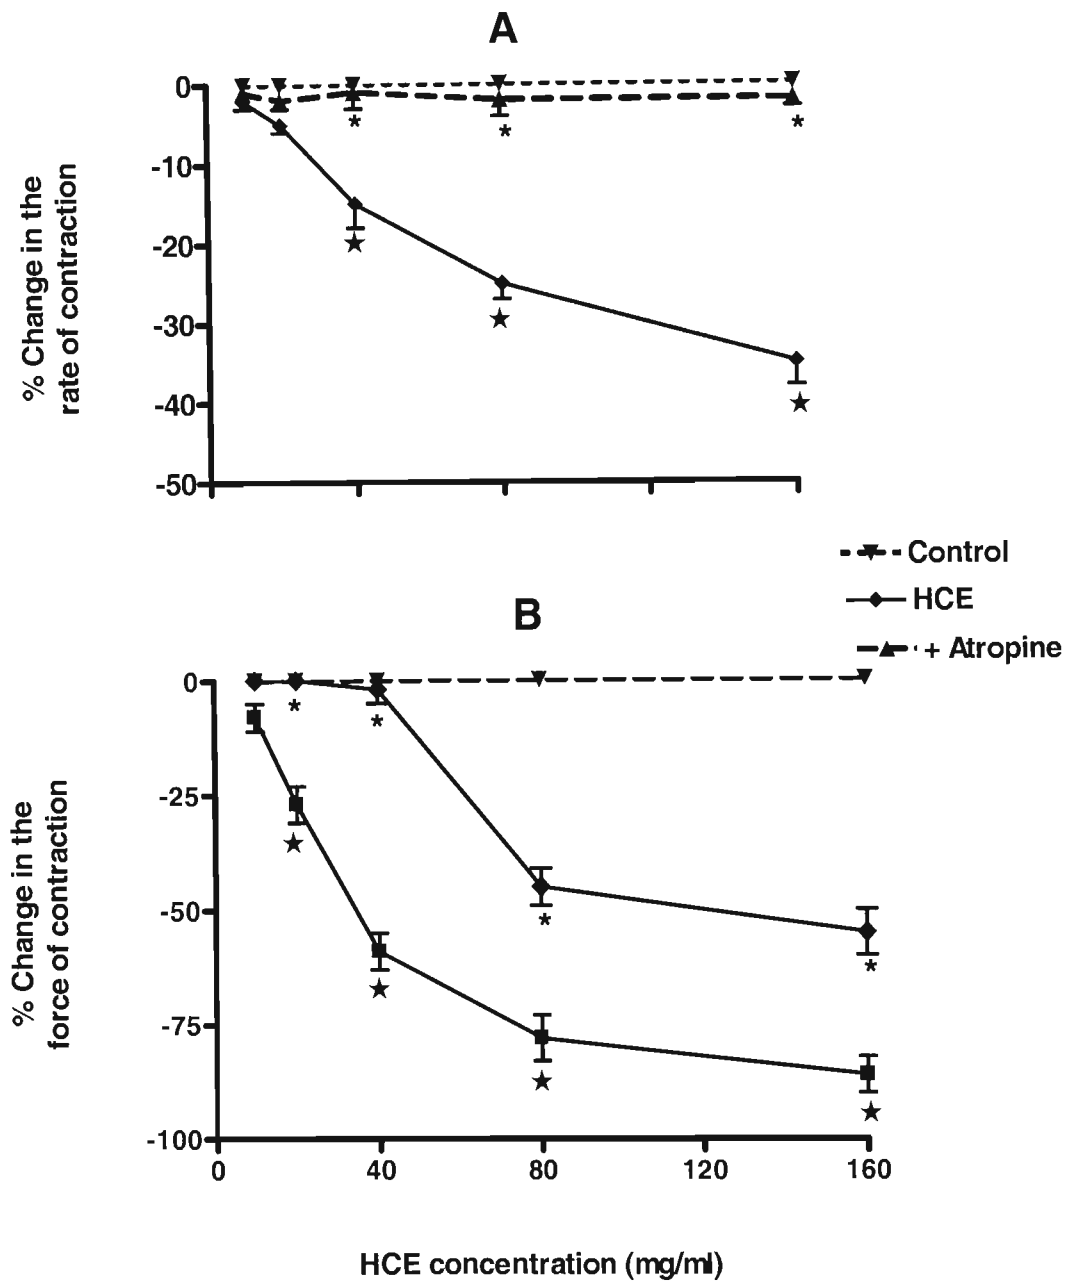 A
0
-10
-20
-30
-40
-50
% Change in the
rate of contraction
*
*
*
★
★
★
Control
HCE
+ Atropine
B
0
-25
-50
-75
-100
% Change in the
force of contraction
*
*
*
*
★
★
★
★
0 40 80 120 160
HCE concentration (mg/ml)